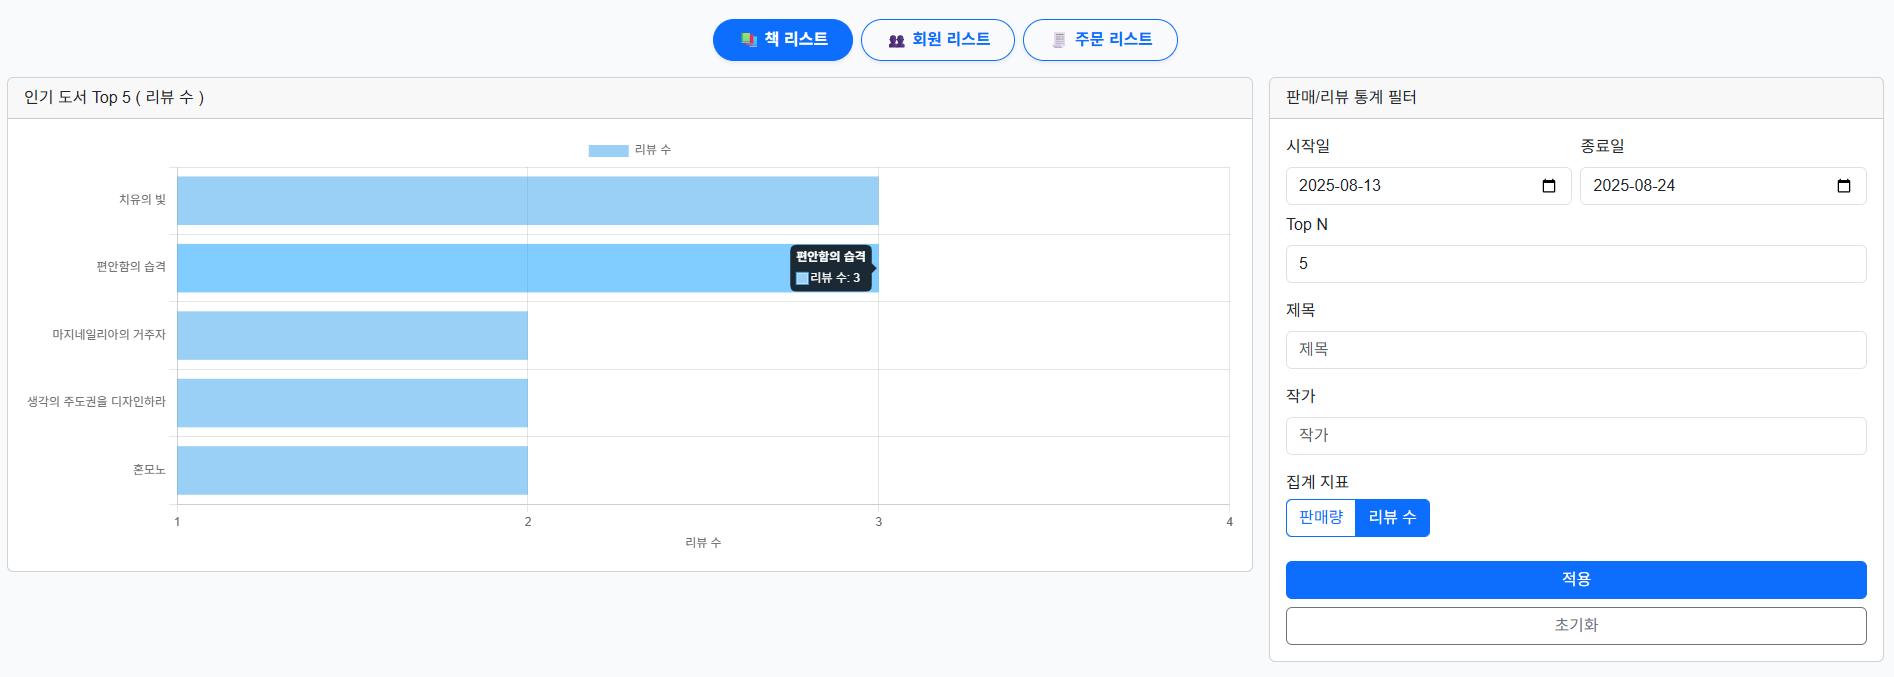 책 리스트
회원 리스트
주문 리스트
인기 도서 Top 5 ( 리뷰 수 )
리뷰 수
치유의 빛
편안함의 습격
마지네일리아의 거주자
생각의 주도권을 디자인하라
혼모노
편안함의 습격
리뷰 수: 3
1
2
3
4
리뷰 수
판매/리뷰 통계 필터
시작일
종료일
2025-08-13
2025-08-24
Top N
5
제목
제목
작가
작가
집계 지표
판매량
리뷰 수
적용
초기화